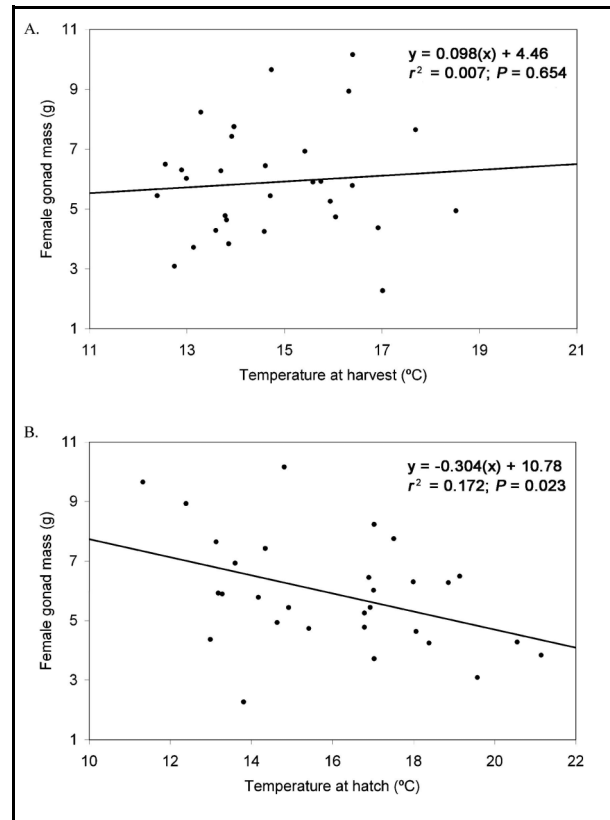 A.
11
9
7
5
3
1
Female gonad mass (g)
y = 0.098(x) + 4.46
r² = 0.007; P = 0.654
11 13 15 17 19 21
Temperature at harvest (ºC)
B.
11
9
7
5
3
1
Female gonad mass (g)
y = -0.304(x) + 10.78
r² = 0.172; P = 0.023
10 12 14 16 18 20 22
Temperature at hatch (ºC)